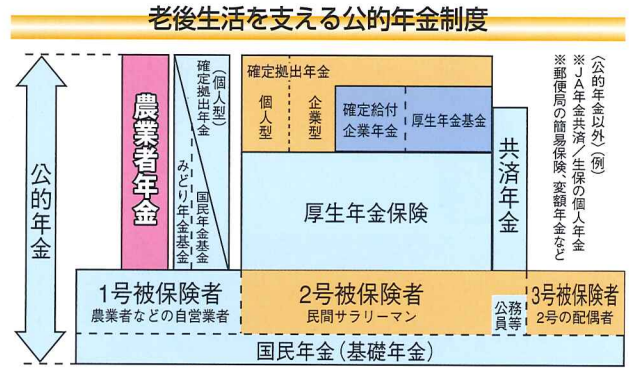 老後生活を支える公的年金制度
公的年金
農業者年金
(個人型)
確定拠出年金
みどり年金基金
国民年金基金
確定拠出年金
個人型
企業型
確定給付
企業年金
厚生年金基金
厚生年金保険
共済年金
(公的年金以外)(例)
※JA年金共済/生保の個人年金
※郵便局の簡易保険、変額年金など
1号被保険者
農業者などの自営業者
2号被保険者
民間サラリーマン
公務
員等
3号被保険者
2号の配偶者
国民年金(基礎年金)